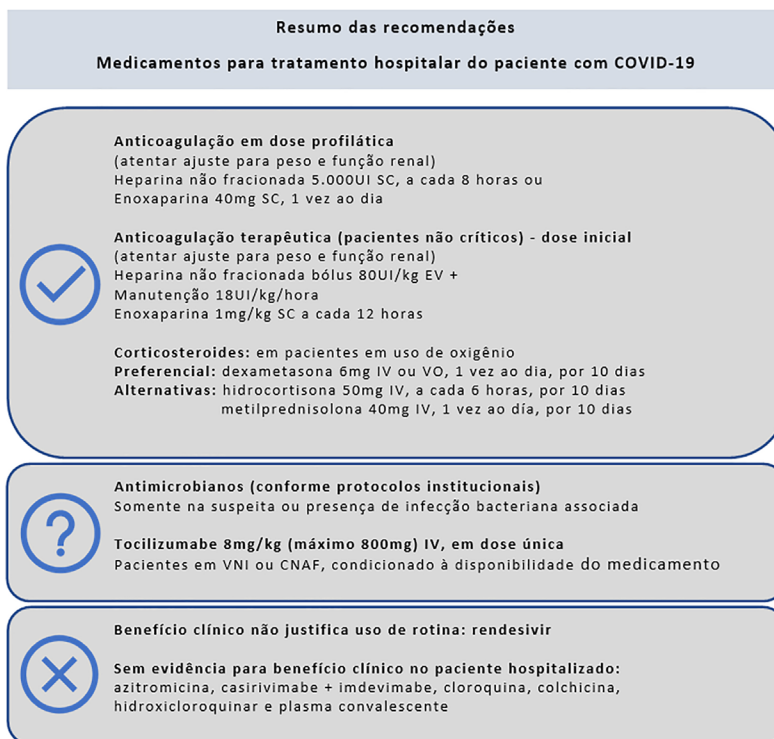 Resumo das recomendações
Medicamentos para tratamento hospitalar do paciente com COVID-19
Anticoagulação em dose profilática
(atentar ajuste para peso e função renal)
Heparina não fracionada 5.000UI SC, a cada 8 horas ou
Enoxaparina 40mg SC, 1 vez ao dia
Anticoagulação terapêutica (pacientes não críticos) - dose inicial
(atentar ajuste para peso e função renal)
Heparina não fracionada bólus 80UI/kg EV +
Manutenção 18UI/kg/hora
Enoxaparina 1mg/kg SC a cada 12 horas
Corticosteroides: em pacientes em uso de oxigênio
Preferencial: dexametasona 6mg IV ou VO, 1 vez ao dia, por 10 dias
Alternativas: hidrocortisona 50mg IV, a cada 6 horas, por 10 dias
metilprednisolona 40mg IV, 1 vez ao día, por 10 dias
Antimicrobianos (conforme protocolos institucionais)
Somente na suspeita ou presença de infecção bacteriana associada
Tocilizumabe 8mg/kg (máximo 800mg) IV, em dose única
Pacientes em VNI ou CNAF, condicionado à disponibilidade do medicamento
Benefício clínico não justifica uso de rotina: rendesivir
Sem evidência para benefício clínico no paciente hospitalizado:
azitromicina, casirivimabe + imdevimabe, cloroquina, colchicina,
hidroxicloroquinar e plasma convalescente